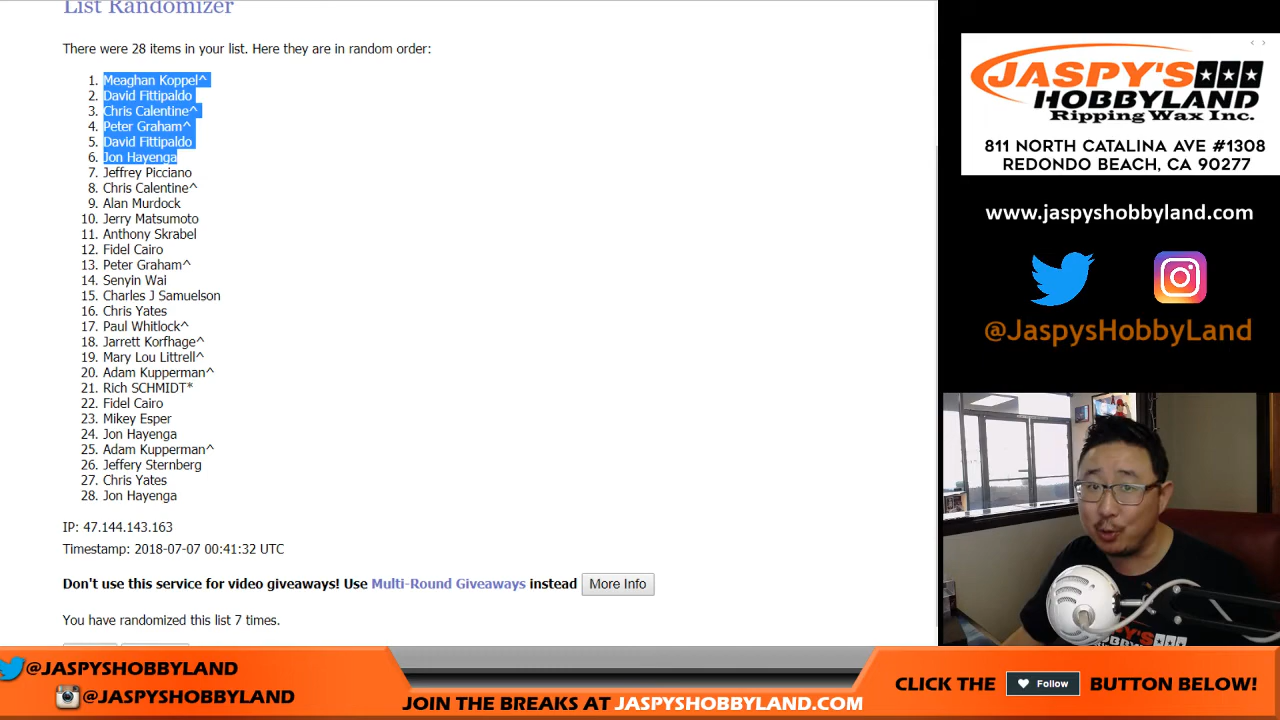 List Randomizer
There were 28 items in your list. Here they are in random order:
1. Meaghan Koppel^
2. David Fittipaldo
3. Chris Calentine^
4. Peter Graham^
5. David Fittipaldo
6. Jon Hayenga
7. Jeffrey Picciano
8. Chris Calentine^
9. Alan Murdock
10. Jerry Matsumoto
11. Anthony Skrabel
12. Fidel Cairo
13. Peter Graham^
14. Senyin Wai
15. Charles J Samuelson
16. Chris Yates
17. Paul Whitlock^
18. Jarrett Korfhage^
19. Mary Lou Littrell^
20. Adam Kupperman^
21. Rich SCHMIDT*
22. Fidel Cairo
23. Mikey Esper
24. Jon Hayenga
25. Adam Kupperman^
26. Jeffery Sternberg
27. Chris Yates
28. Jon Hayenga
IP: 47.144.143.163
Timestamp: 2018-07-07 00:41:32 UTC
Don't use this service for video giveaways! Use Multi-Round Giveaways instead More Info
You have randomized this list 7 times.
JASPY'S
HOBBYLAND
Ripping Wax Inc.
811 NORTH CATALINA AVE #1308
REDONDO BEACH, CA 90277
www.jaspyshobbyland.com
@JaspysHobbyLand
@JASPYSHOBBYLAND
@JASPYSHOBBYLAND
JOIN THE BREAKS AT JASPYSHOBBYLAND.COM
CLICK THE Follow BUTTON BELOW!